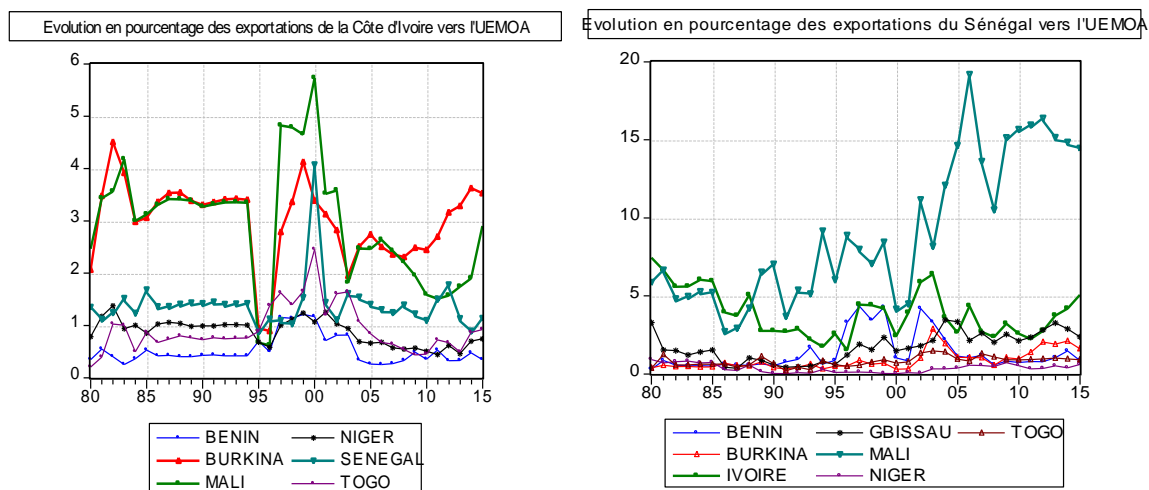 Evolution en pourcentage des exportations de la Côte d'Ivoire vers l'UEMOA
6
5
4
3
2
1
0
80 85 90 95 00 05 10 15
BENIN NIGER
BURKINA SENEGAL
MALI TOGO
Evolution en pourcentage des exportations du Sénégal vers l'UEMOA
20
15
10
5
0
80 85 90 95 00 05 10 15
BENIN GBISSAU TOGO
BURKINA MALI
IVOIRE NIGER